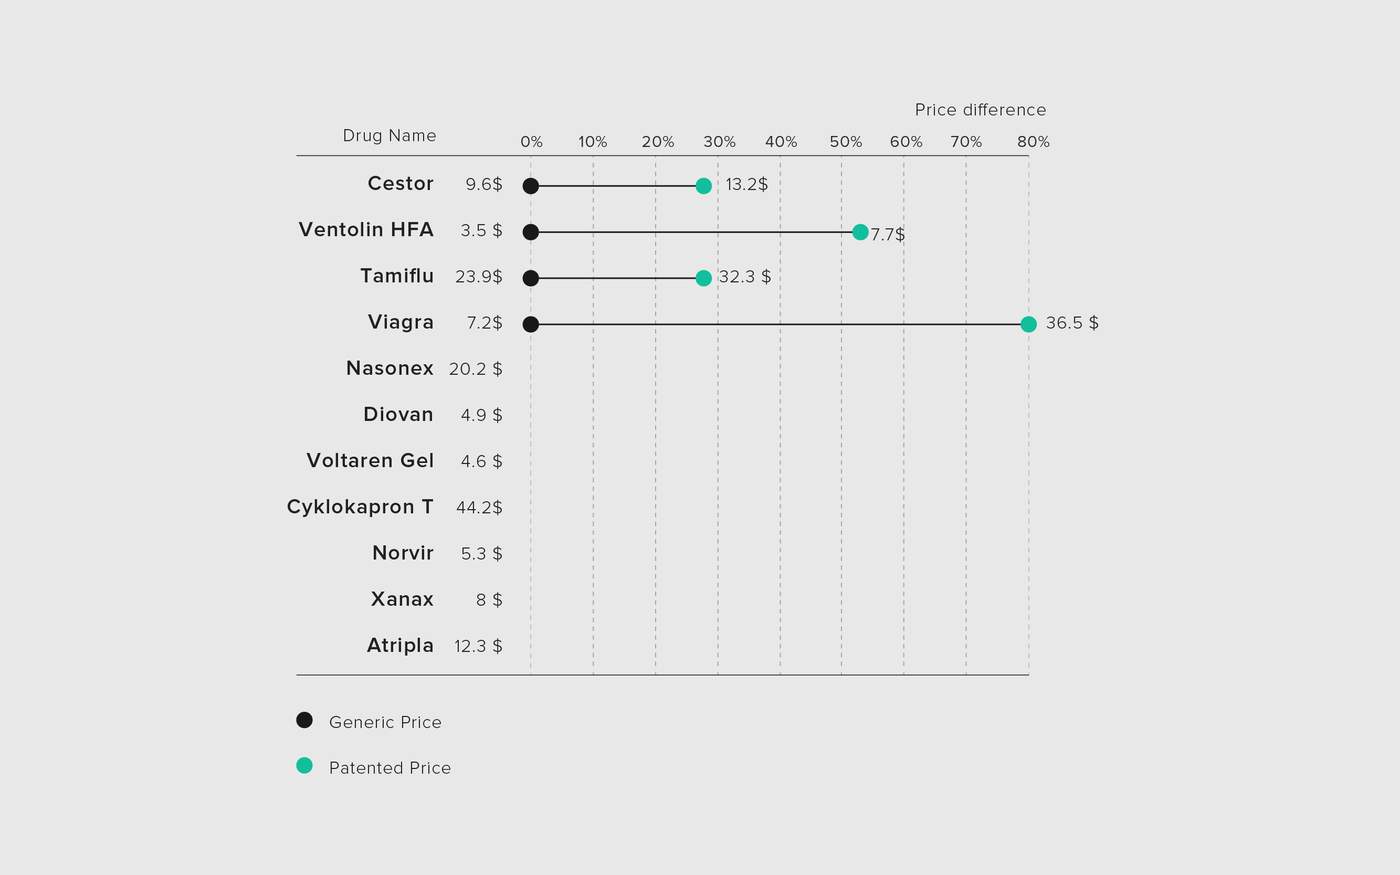 Price difference
Drug Name 0% 10% 20% 30% 40% 50% 60% 70% 80%
Cestor 9.6$ 13.2$
Ventolin HFA 3.5 $ 7.7$
Tamiflu 23.9$ 32.3 $
Viagra 7.2$ 36.5 $
Nasonex 20.2 $
Diovan 4.9 $
Voltaren Gel 4.6 $
Cyklokapron T 44.2$
Norvir 5.3 $
Xanax 8 $
Atripla 12.3 $
Generic Price
Patented Price